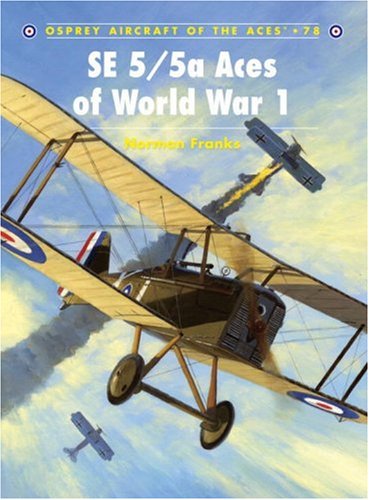 OSPREY AIRCRAFT OF THE ACES • 78
SE 5/5a Aces
of World War 1
Norman Franks